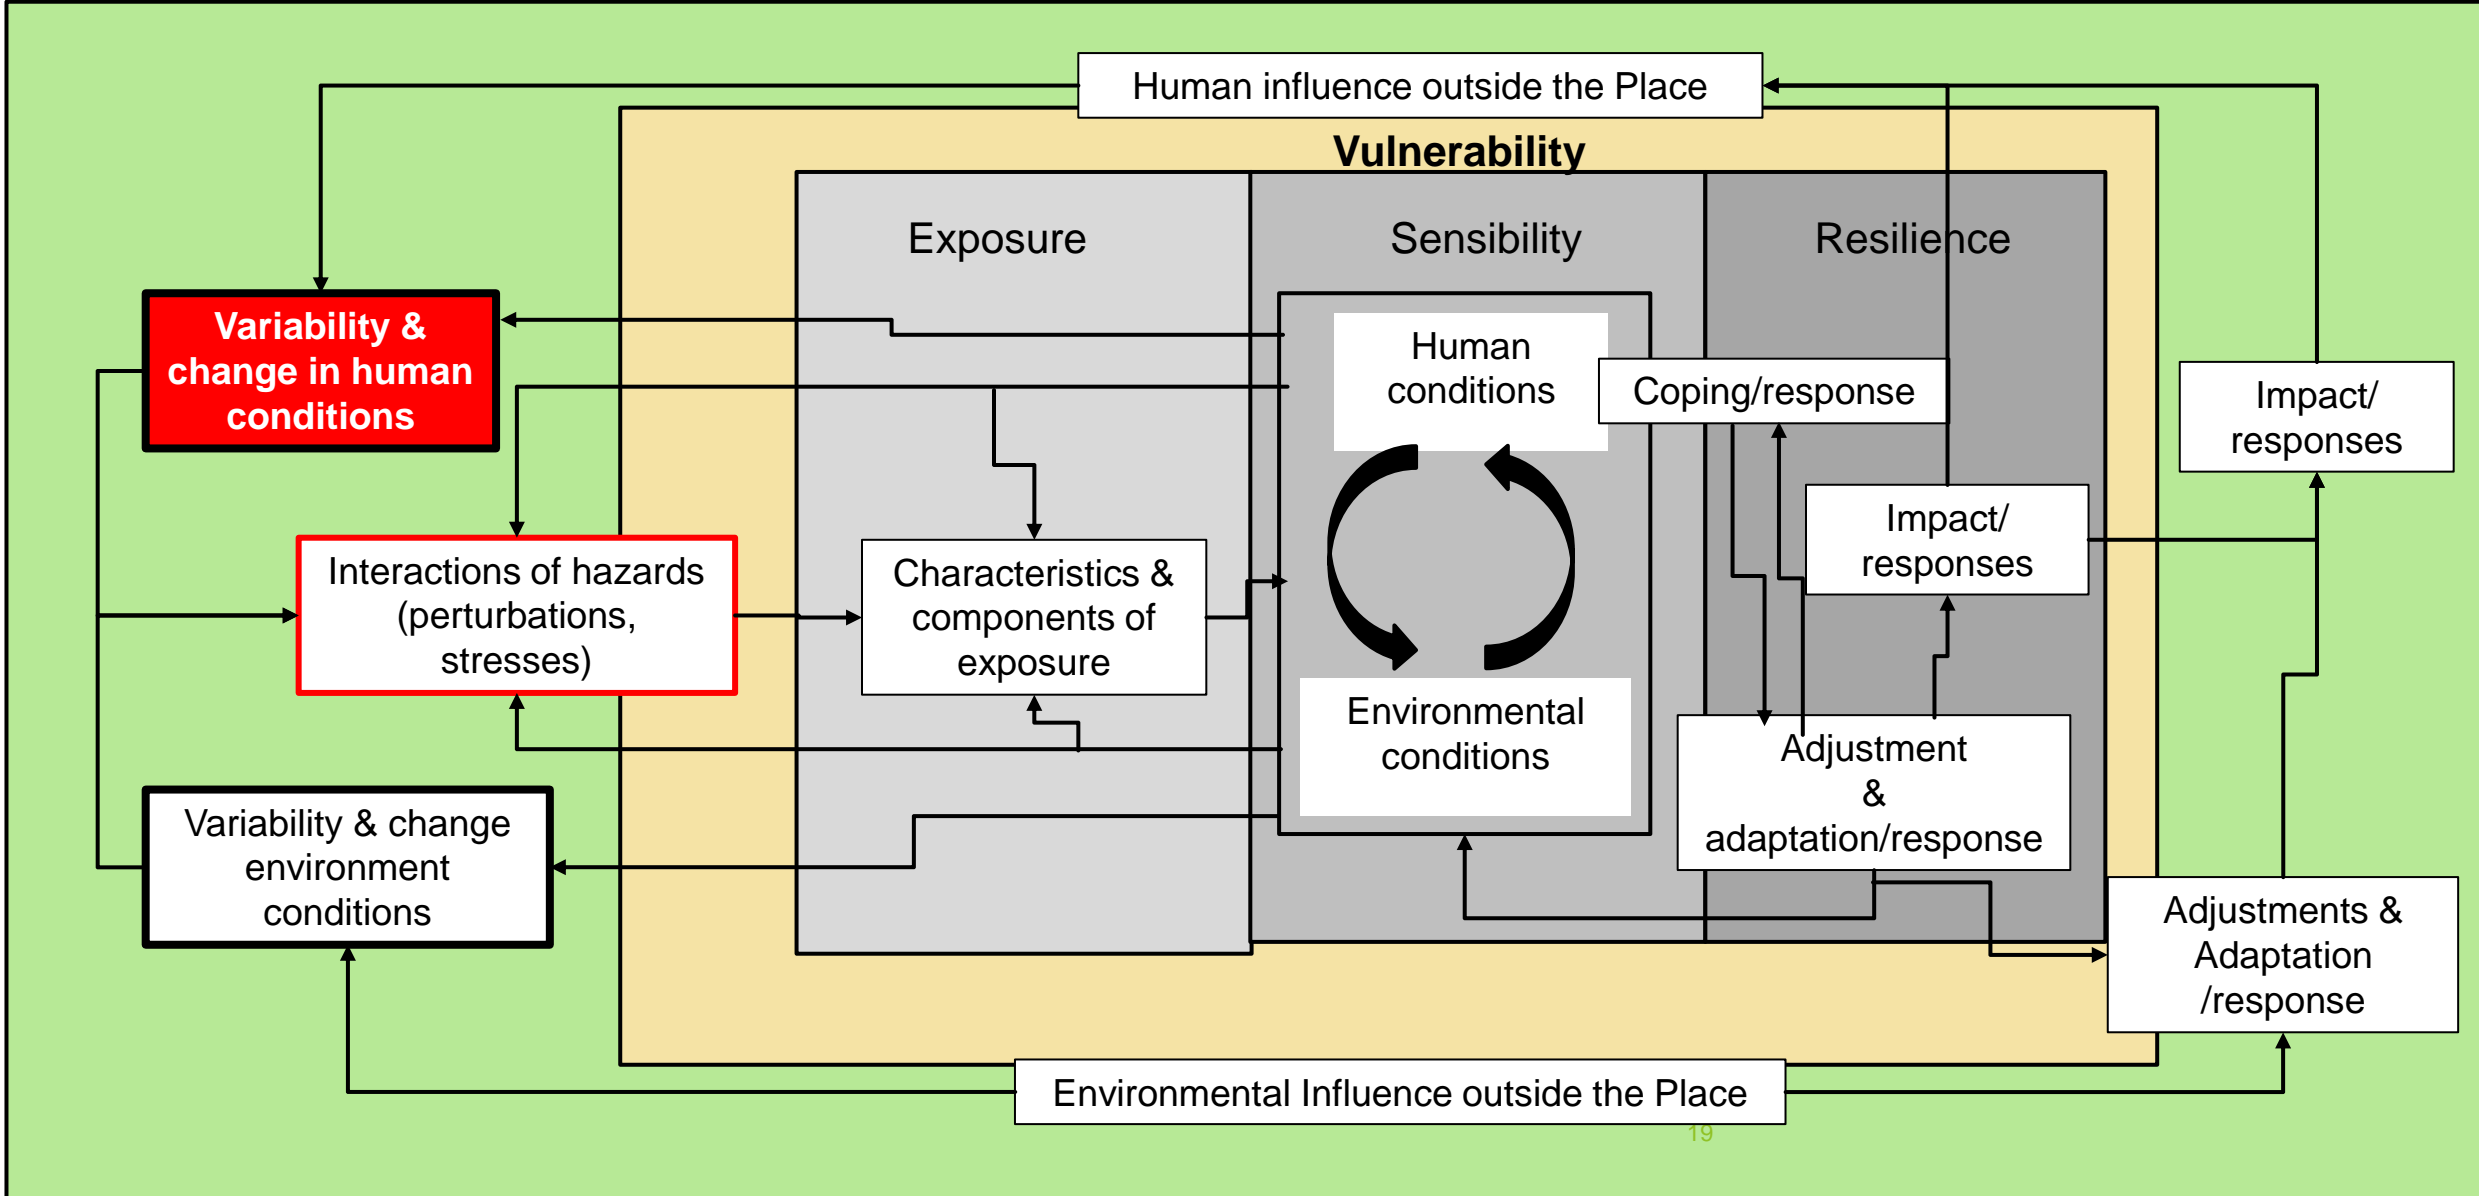 Human influence outside the Place
Vulnerability
Exposure
Sensibility
Resilience
Variability &
change in human
conditions
Human
conditions
Coping/response
Impact/
responses
Impact/
responses
Interactions of hazards
(perturbations,
stresses)
Characteristics &
components of
exposure
Environmental
conditions
Adjustment
&
adaptation/response
Variability & change
environment
conditions
Adjustments &
Adaptation
/response
Environmental Influence outside the Place
19